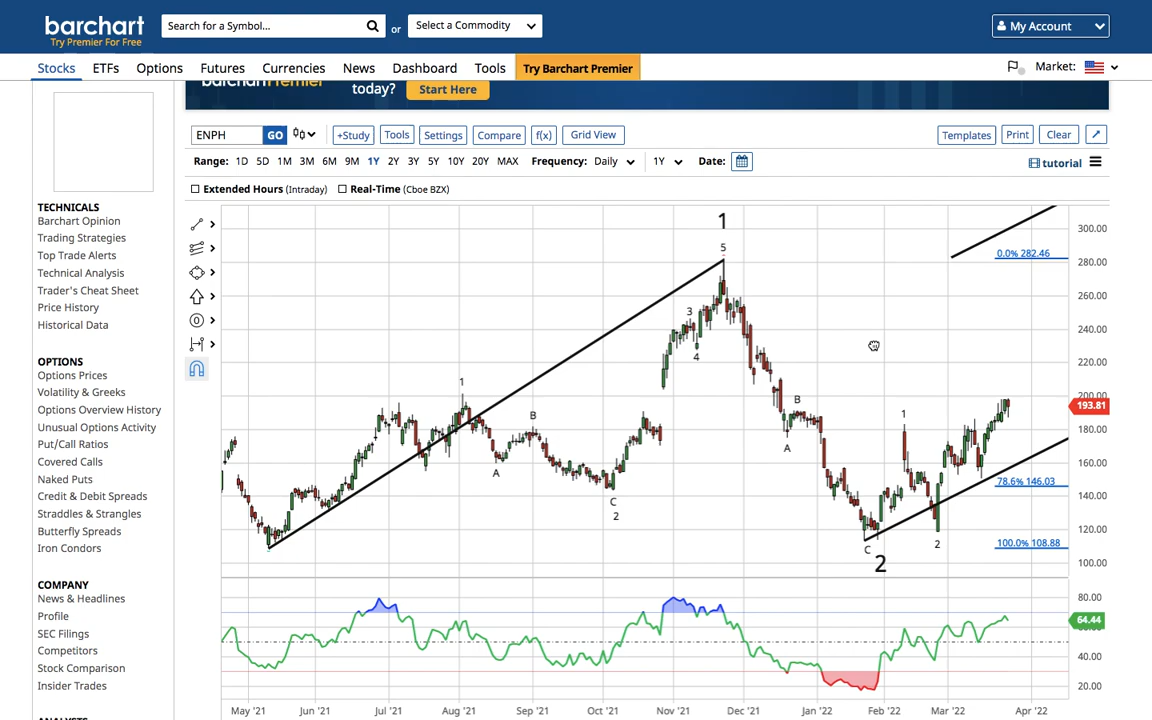 barchart
Try Premier For Free
Search for a Symbol...
or
Select a Commodity
My Account
Stocks ETFs Options Futures Currencies News Dashboard Tools Try Barchart Premier
Market:
today?
Start Here
ENPH GO +Study Tools Settings Compare f(x) Grid View Templates Print Clear
Range: 1D 5D 1M 3M 6M 9M 1Y 2Y 3Y 5Y 10Y 20Y MAX Frequency: Daily 1Y Date: tutorial
Extended Hours (Intraday) Real-Time (Cboe BZX)
TECHNICALS
Barchart Opinion
Trading Strategies
Top Trade Alerts
Technical Analysis
Trader's Cheat Sheet
Price History
Historical Data
OPTIONS
Options Prices
Volatility & Greeks
Options Overview History
Unusual Options Activity
Put/Call Ratios
Covered Calls
Naked Puts
Credit & Debit Spreads
Straddles & Strangles
Butterfly Spreads
Iron Condors
COMPANY
News & Headlines
Profile
SEC Filings
Competitors
Stock Comparison
Insider Trades
1
5
3
4
1
B
A
C
2
B
A
C
2
1
2
0.0% 282.46
78.6% 146.03
100.0% 108.88
300.00
280.00
260.00
240.00
220.00
200.00
193.81
180.00
160.00
140.00
120.00
100.00
80.00
64.44
40.00
20.00
May '21 Jun '21 Jul '21 Aug '21 Sep '21 Oct '21 Nov '21 Dec '21 Jan '22 Feb '22 Mar '22 Apr '22